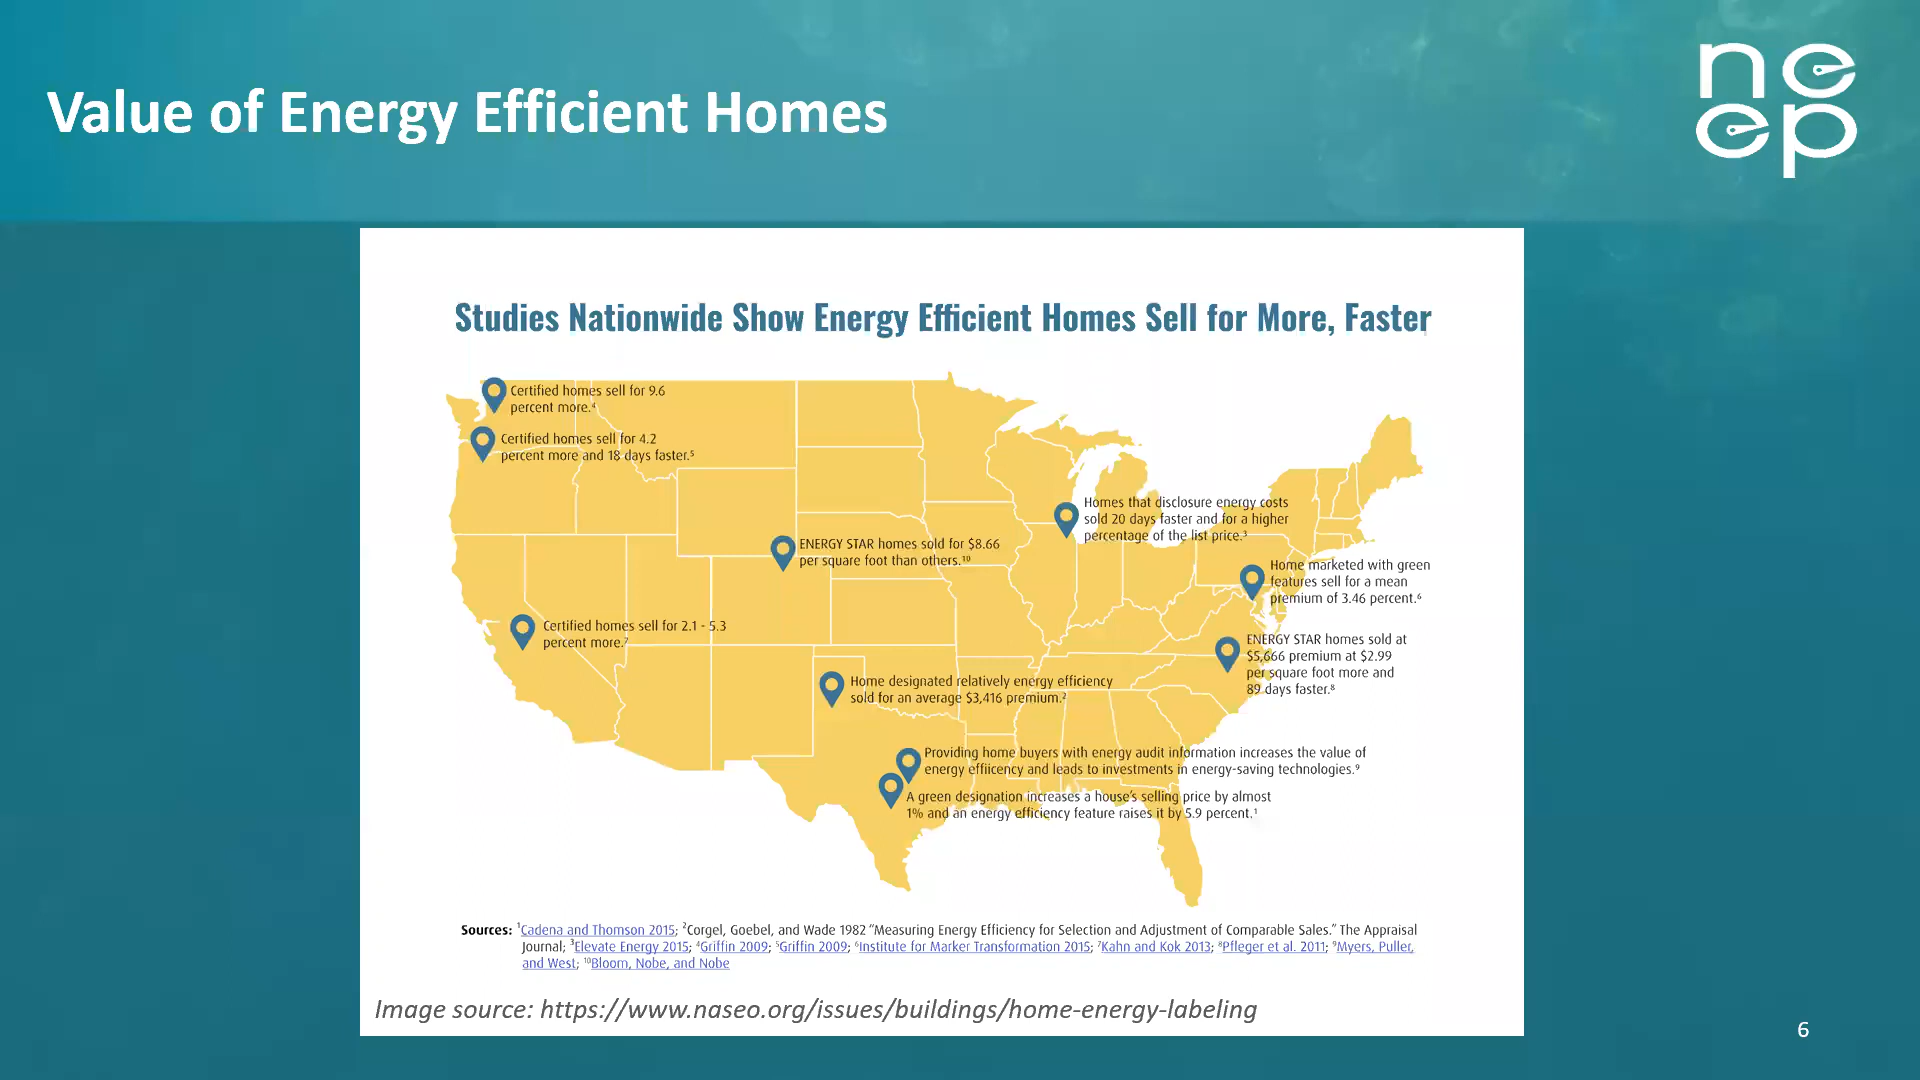 Value of Energy Efficient Homes
ne
ep
Studies Nationwide Show Energy Efficient Homes Sell for More, Faster
Certified homes sell for 9.6
percent more.⁴
Certified homes sell for 4.2
percent more and 18 days faster.⁵
Homes that disclosure energy costs
sold 20 days faster and for a higher
percentage of the list price.³
ENERGY STAR homes sold for $8.66
per square foot than others.¹⁰
Home marketed with green
features sell for a mean
premium of 3.46 percent.⁶
Certified homes sell for 2.1 - 5.3
percent more.⁷
ENERGY STAR homes sold at
$5,666 premium at $2.99
per square foot more and
89 days faster.⁸
Home designated relatively energy efficiency
sold for an average $3,416 premium.²
Providing home buyers with energy audit information increases the value of
energy effiicency and leads to investments in energy-saving technologies.⁹
A green designation increases a house's selling price by almost
1% and an energy efficiency feature raises it by 5.9 percent.¹
Sources: ¹Cadena and Thomson 2015; ²Corgel, Goebel, and Wade 1982 “Measuring Energy Efficiency for Selection and Adjustment of Comparable Sales.” The Appraisal
Journal; ³Elevate Energy 2015; ⁴Griffin 2009; ⁵Griffin 2009; ⁶Institute for Marker Transformation 2015; ⁷Kahn and Kok 2013; ⁸Pfleger et al. 2011; ⁹Myers, Puller,
and West; ¹⁰Bloom, Nobe, and Nobe
Image source: https://www.naseo.org/issues/buildings/home-energy-labeling
6